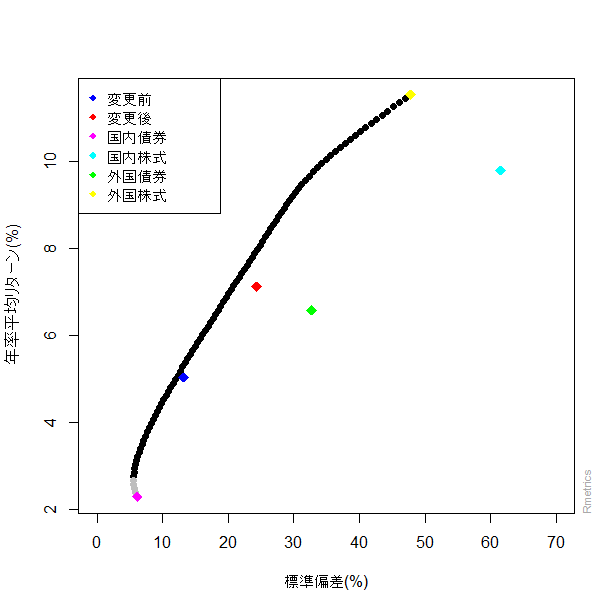 変更前
変更後
国内債券
国内株式
外国債券
外国株式
10
8
6
4
2
年率平均リターン(%)
0 10 20 30 40 50 60 70
標準偏差(%)
Rmetrics